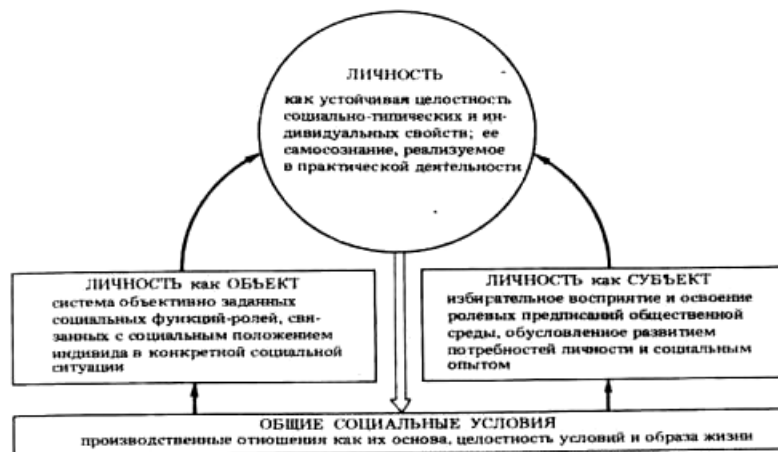 ЛИЧНОСТЬ
как устойчивая целостность
социально-типических и ин-
дивидуальных свойств; ее
самосознание, реализуемое
в практической деятельности
ЛИЧНОСТЬ как ОБЪЕКТ
система объективно заданных
социальных функций-ролей, свя-
занных с социальным положением
индивида в конкретной социальной
ситуации
ЛИЧНОСТЬ как СУБЪЕКТ
избирательное восприятие и освоение
ролевых предписаний общественной
среды, обусловленное развитием
потребностей личности и социальным
опытом
ОБЩИЕ СОЦИАЛЬНЫЕ УСЛОВИЯ
производственные отношения как их основа, целостность условий и образа жизни